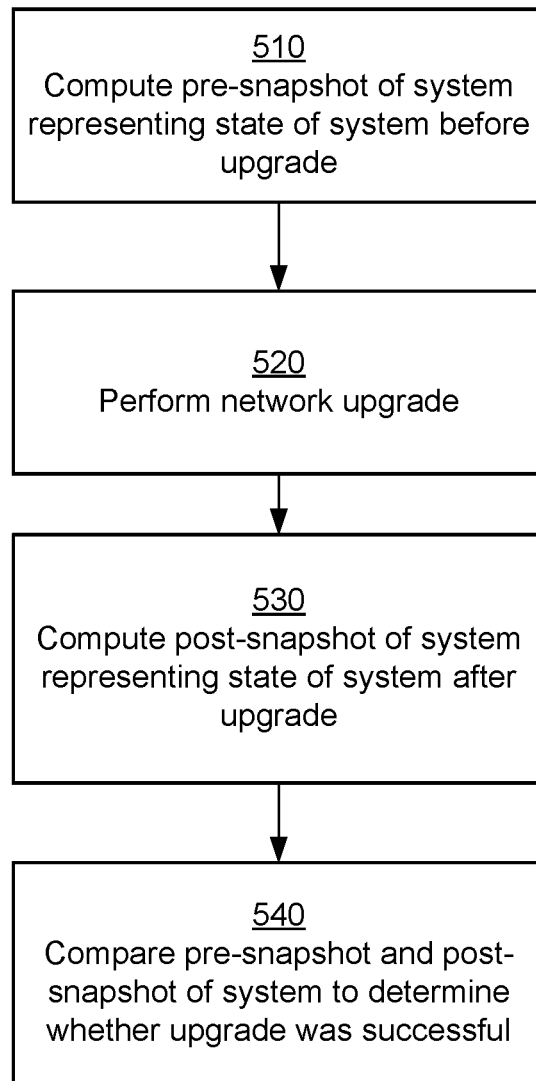 510
Compute pre-snapshot of system
representing state of system before
upgrade
520
Perform network upgrade
530
Compute post-snapshot of system
representing state of system after
upgrade
540
Compare pre-snapshot and post-
snapshot of system to determine
whether upgrade was successful